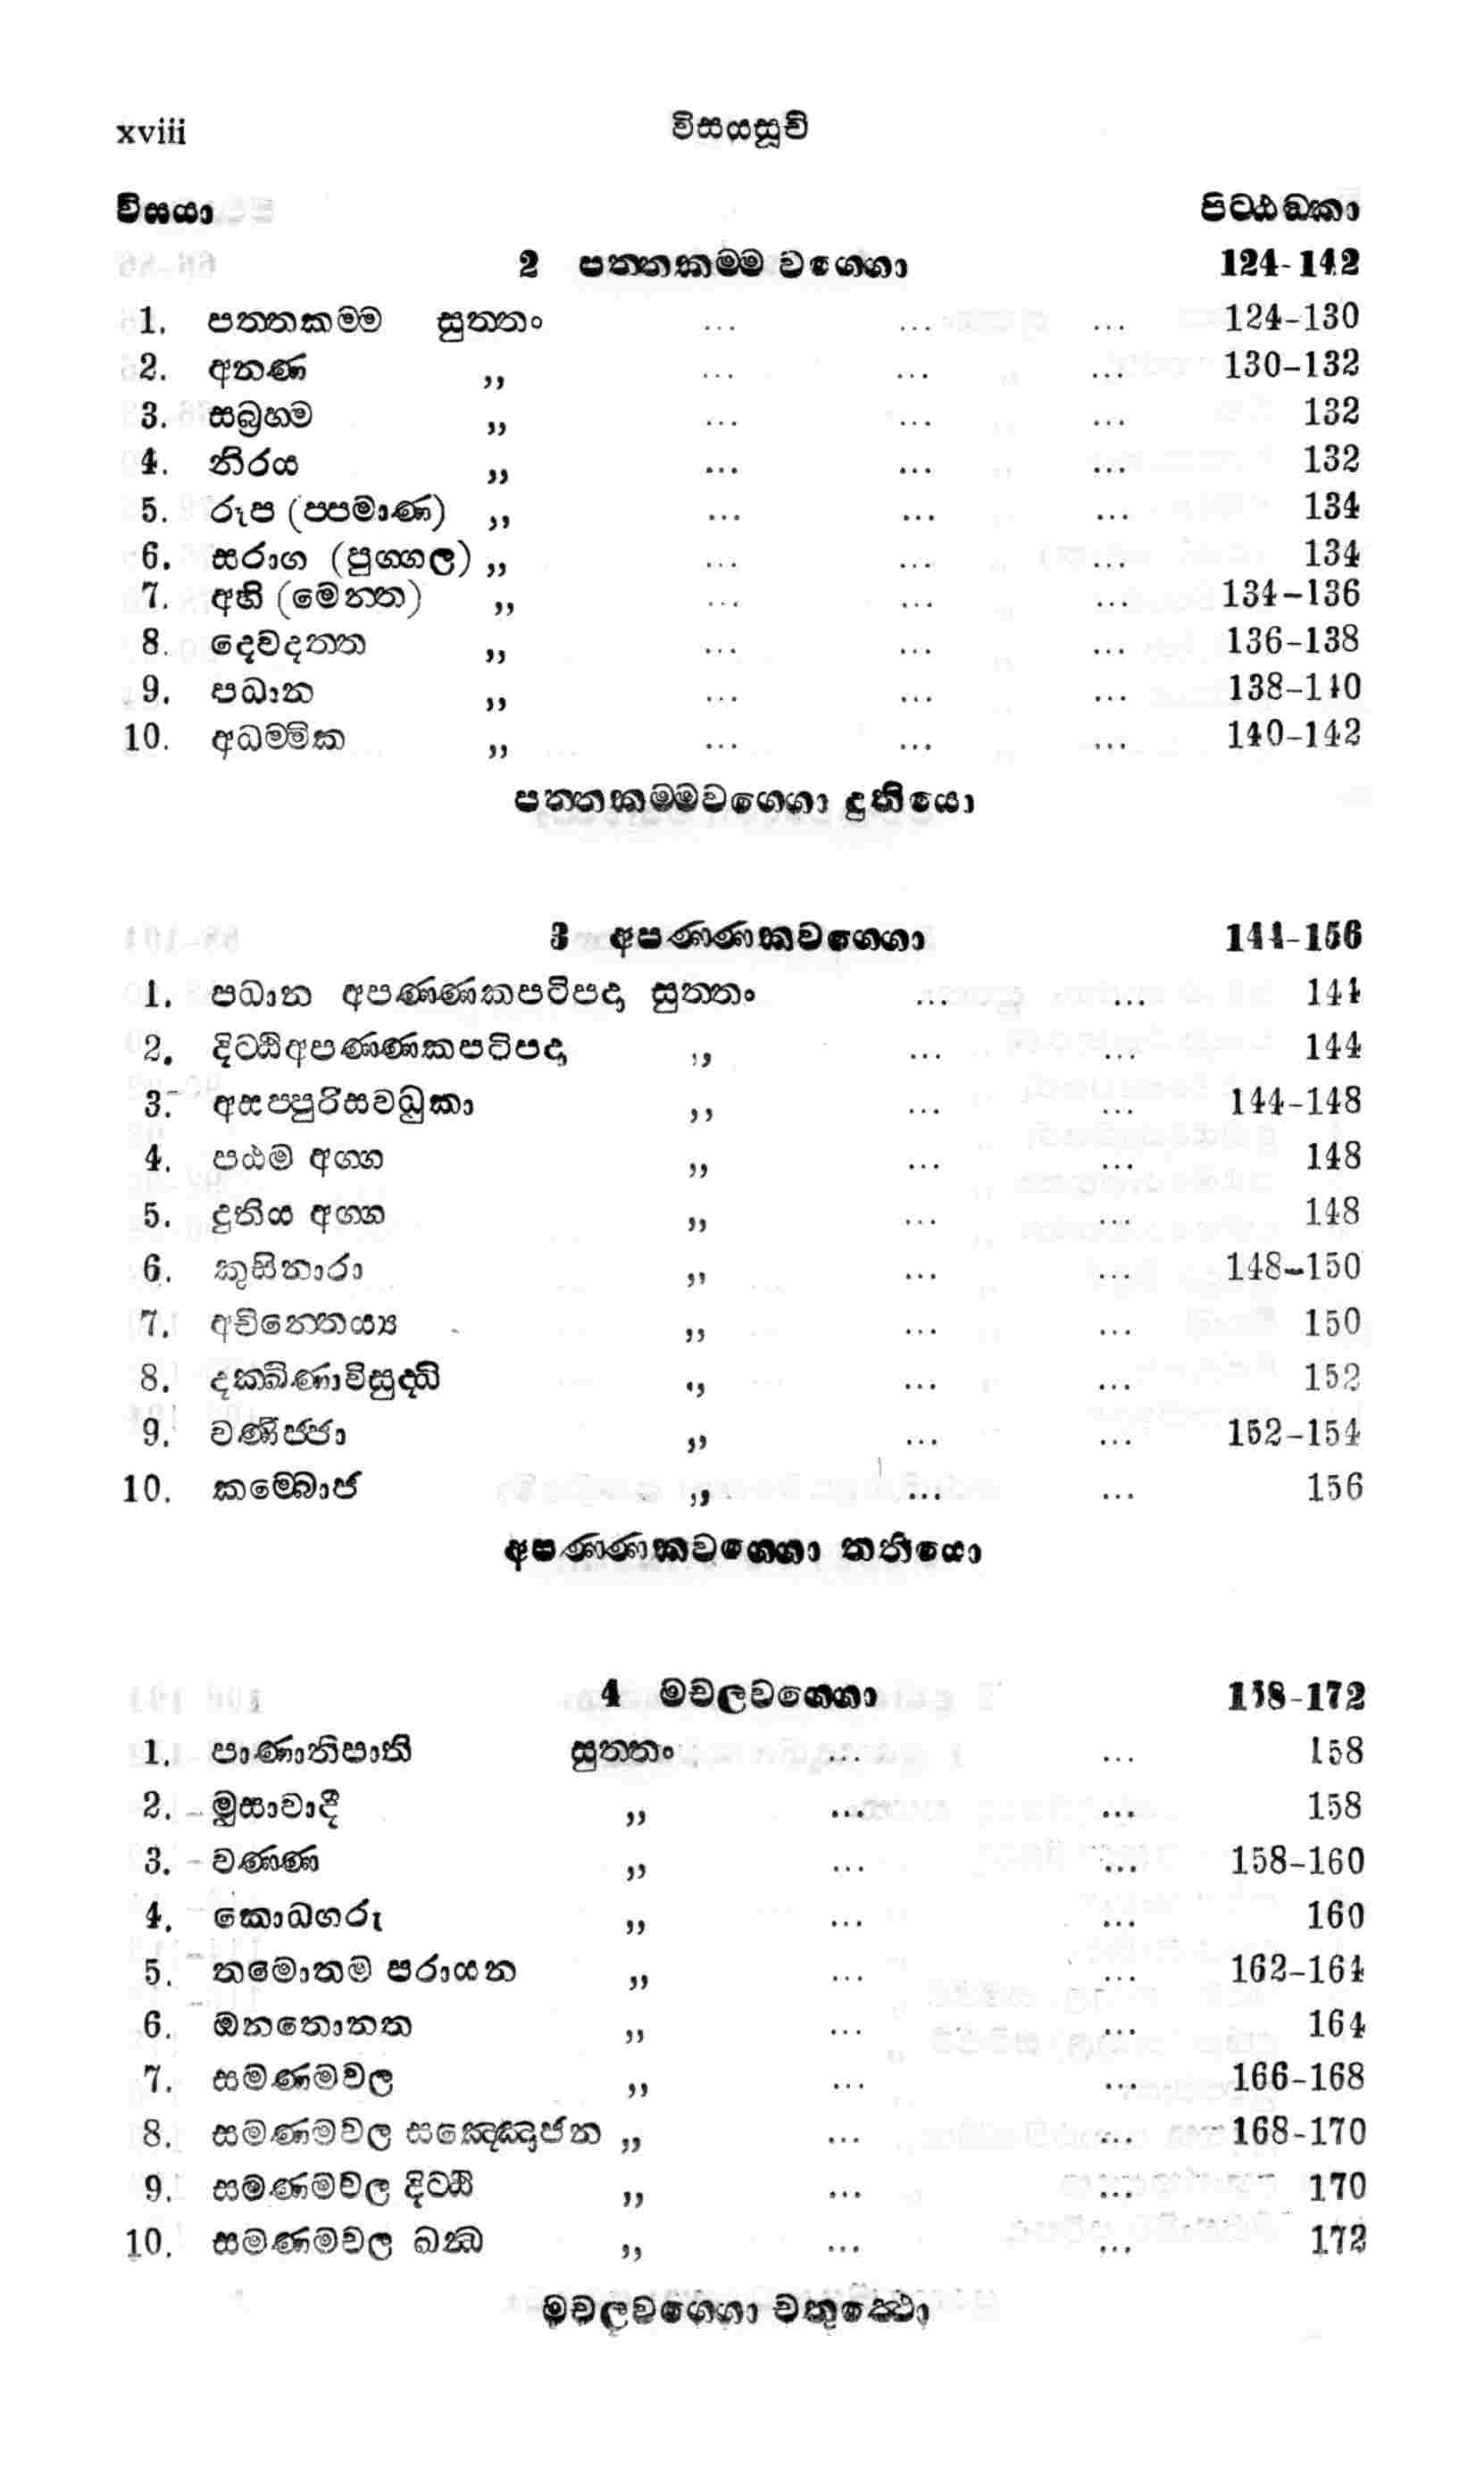 xviii විසයසූචි
විසයා පිට්ඨඞ්කා
2 පත්තකම්ම වග්ගො 124-142
1. පත්තකම්ම සුත්තං ... ... ... 124-130
2. අනණ ,, ... ... ... 130-132
3. සබ්‍රහ්ම ,, ... ... ... 132
4. නිරය ,, ... ... ... 132
5. රූප (ප්පමාණ) ,, ... ... ... 134
6. සරාග (පුග්ගල) ,, ... ... ... 134
7. අහි (මෙත්ත) ,, ... ... ... 134-136
8. දෙවදත්ත ,, ... ... ... 136-138
9. පධාන ,, ... ... ... 138-140
10. අධම්මික ,, ... ... ... 140-142
පත්තකම්මවග්ගො දුතියො
3 අපණ්ණකවග්ගො 144-156
1. පධාන අපණ්ණකපටිපදා සුත්තං ... ... 144
2. දිට්ඨිඅපණ්ණකපටිපදා ,, ... ... 144
3. අසප්පුරිසවධුකා ,, ... ... 144-148
4. පඨම අග්ග ,, ... ... 148
5. දුතිය අග්ග ,, ... ... 148
6. කුසිනාරා ,, ... ... 148-150
7. අචින්තෙය්‍ය ,, ... ... 150
8. දක්ඛිණාවිසුද්ධි ,, ... ... 152
9. වණිජ්ජා ,, ... ... 152-154
10. කම්බොජ ,, ... ... 156
අපණ්ණකවග්ගො තතියො
4 මචලවග්ගො 158-172
1. පාණාතිපාති සුත්තං ... ... 158
2. මුසාවාදී ,, ... ... 158
3. වණ්ණ ,, ... ... 158-160
4. කොධගරු ,, ... ... 160
5. තමොතම පරායන ,, ... ... 162-164
6. ඔනතොනත ,, ... ... 164
7. සමණමචල ,, ... ... 166-168
8. සමණමචල සඤ්ඤොජන ,, ... ... 168-170
9. සමණමචල දිට්ඨි ,, ... ... 170
10. සමණමචල ඛන්ධ ,, ... ... 172
මචලවග්ගො චතුත්ථො